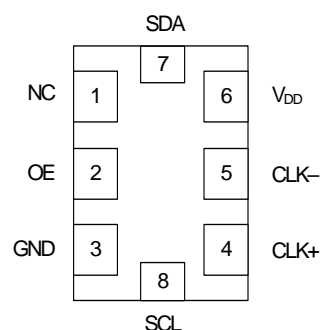 SDA
7
NC 1 6 VDD
OE 2 5 CLK–
GND 3 4 CLK+
8
SCL